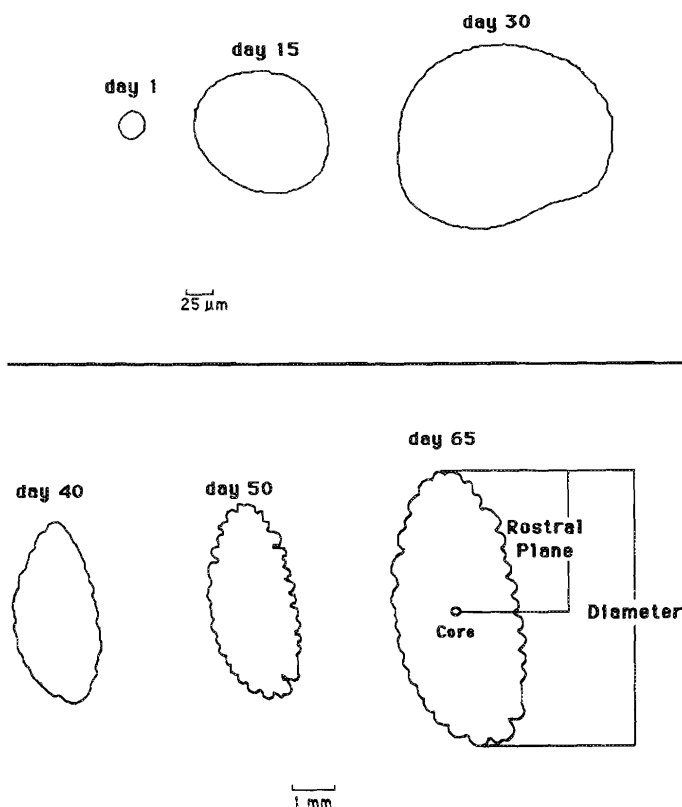 day 1
day 15
day 30
25 μm
day 40
day 50
day 65
Rostral
Plane
Core
Diameter
1 mm